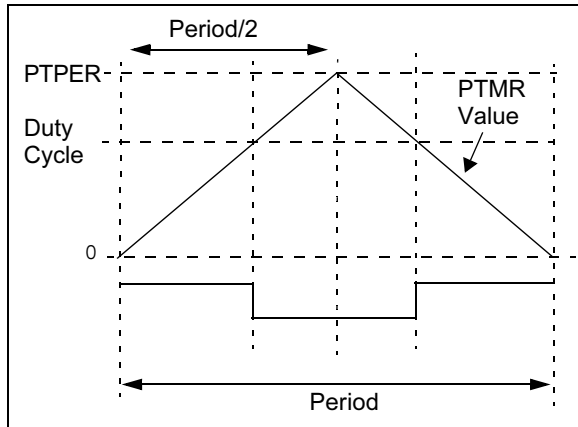 Period/2
PTPER
PTMR
Value
Duty
Cycle
0
Period